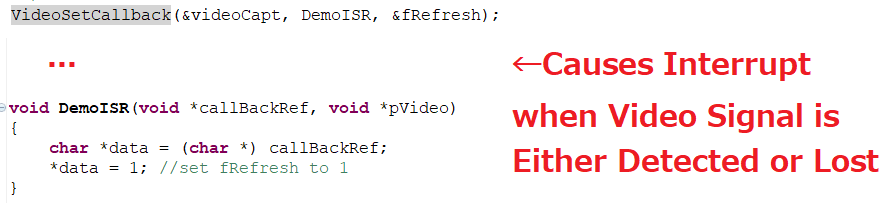 VideoSetCallback(&videoCapt, DemoISR, &fRefresh);
...
←Causes Interrupt
when Video Signal is
Either Detected or Lost
void DemoISR(void *callBackRef, void *pVideo)
{
    char *data = (char *) callBackRef;
    *data = 1; //set fRefresh to 1
}